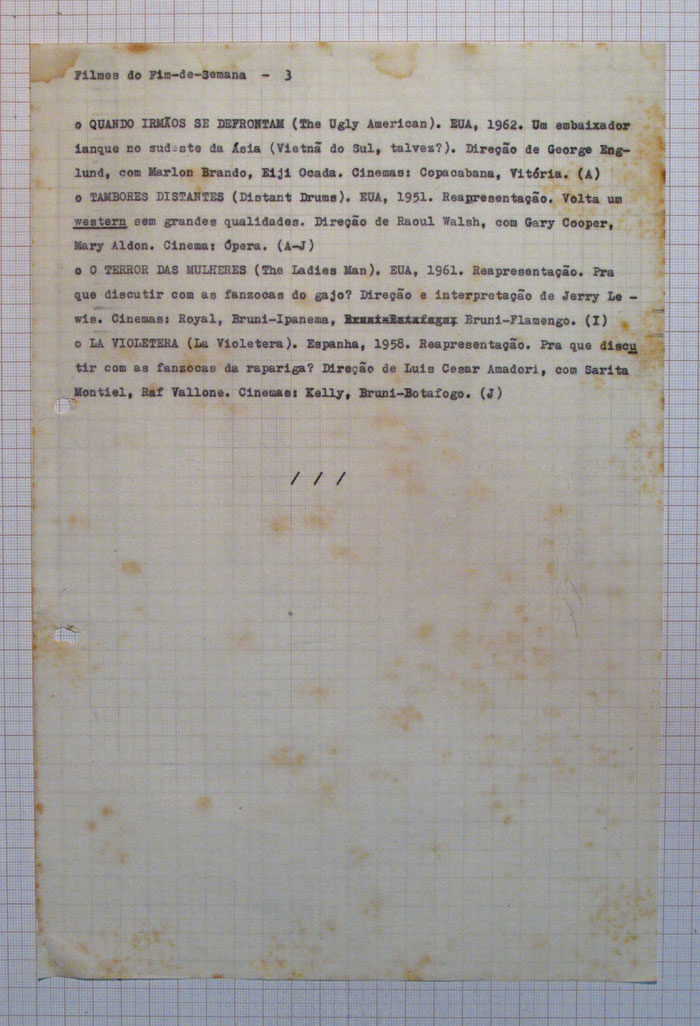 Filmes do Fim-de-Semana - 3
o QUANDO IRMÃOS SE DEFRONTAM (The Ugly American). EUA, 1962. Um embaixador
ianque no sudeste da Ásia (Vietnã do Sul, talvez?). Direção de George Eng-
lund, com Marlon Brando, Eiji Ocada. Cinemas: Copacabana, Vitória. (A)
o TAMBORES DISTANTES (Distant Drums). EUA, 1951. Reapresentação. Volta um
western sem grandes qualidades. Direção de Raoul Walsh, com Gary Cooper,
Mary Aldon. Cinema: Ópera. (A-J)
o O TERROR DAS MULHERES (The Ladies Man). EUA, 1961. Reapresentação. Pra
que discutir com as fanzocas do gajo? Direção e interpretação de Jerry Le -
wis. Cinemas: Royal, Bruni-Ipanema, Bruni-Flamengo. (I)
o LA VIOLETERA (La Violetera). Espanha, 1958. Reapresentação. Pra que discu
tir com as fanzocas da rapariga? Direção de Luis Cesar Amadori, com Sarita
Montiel, Raf Vallone. Cinemas: Kelly, Bruni-Botafogo. (J)
/ / /